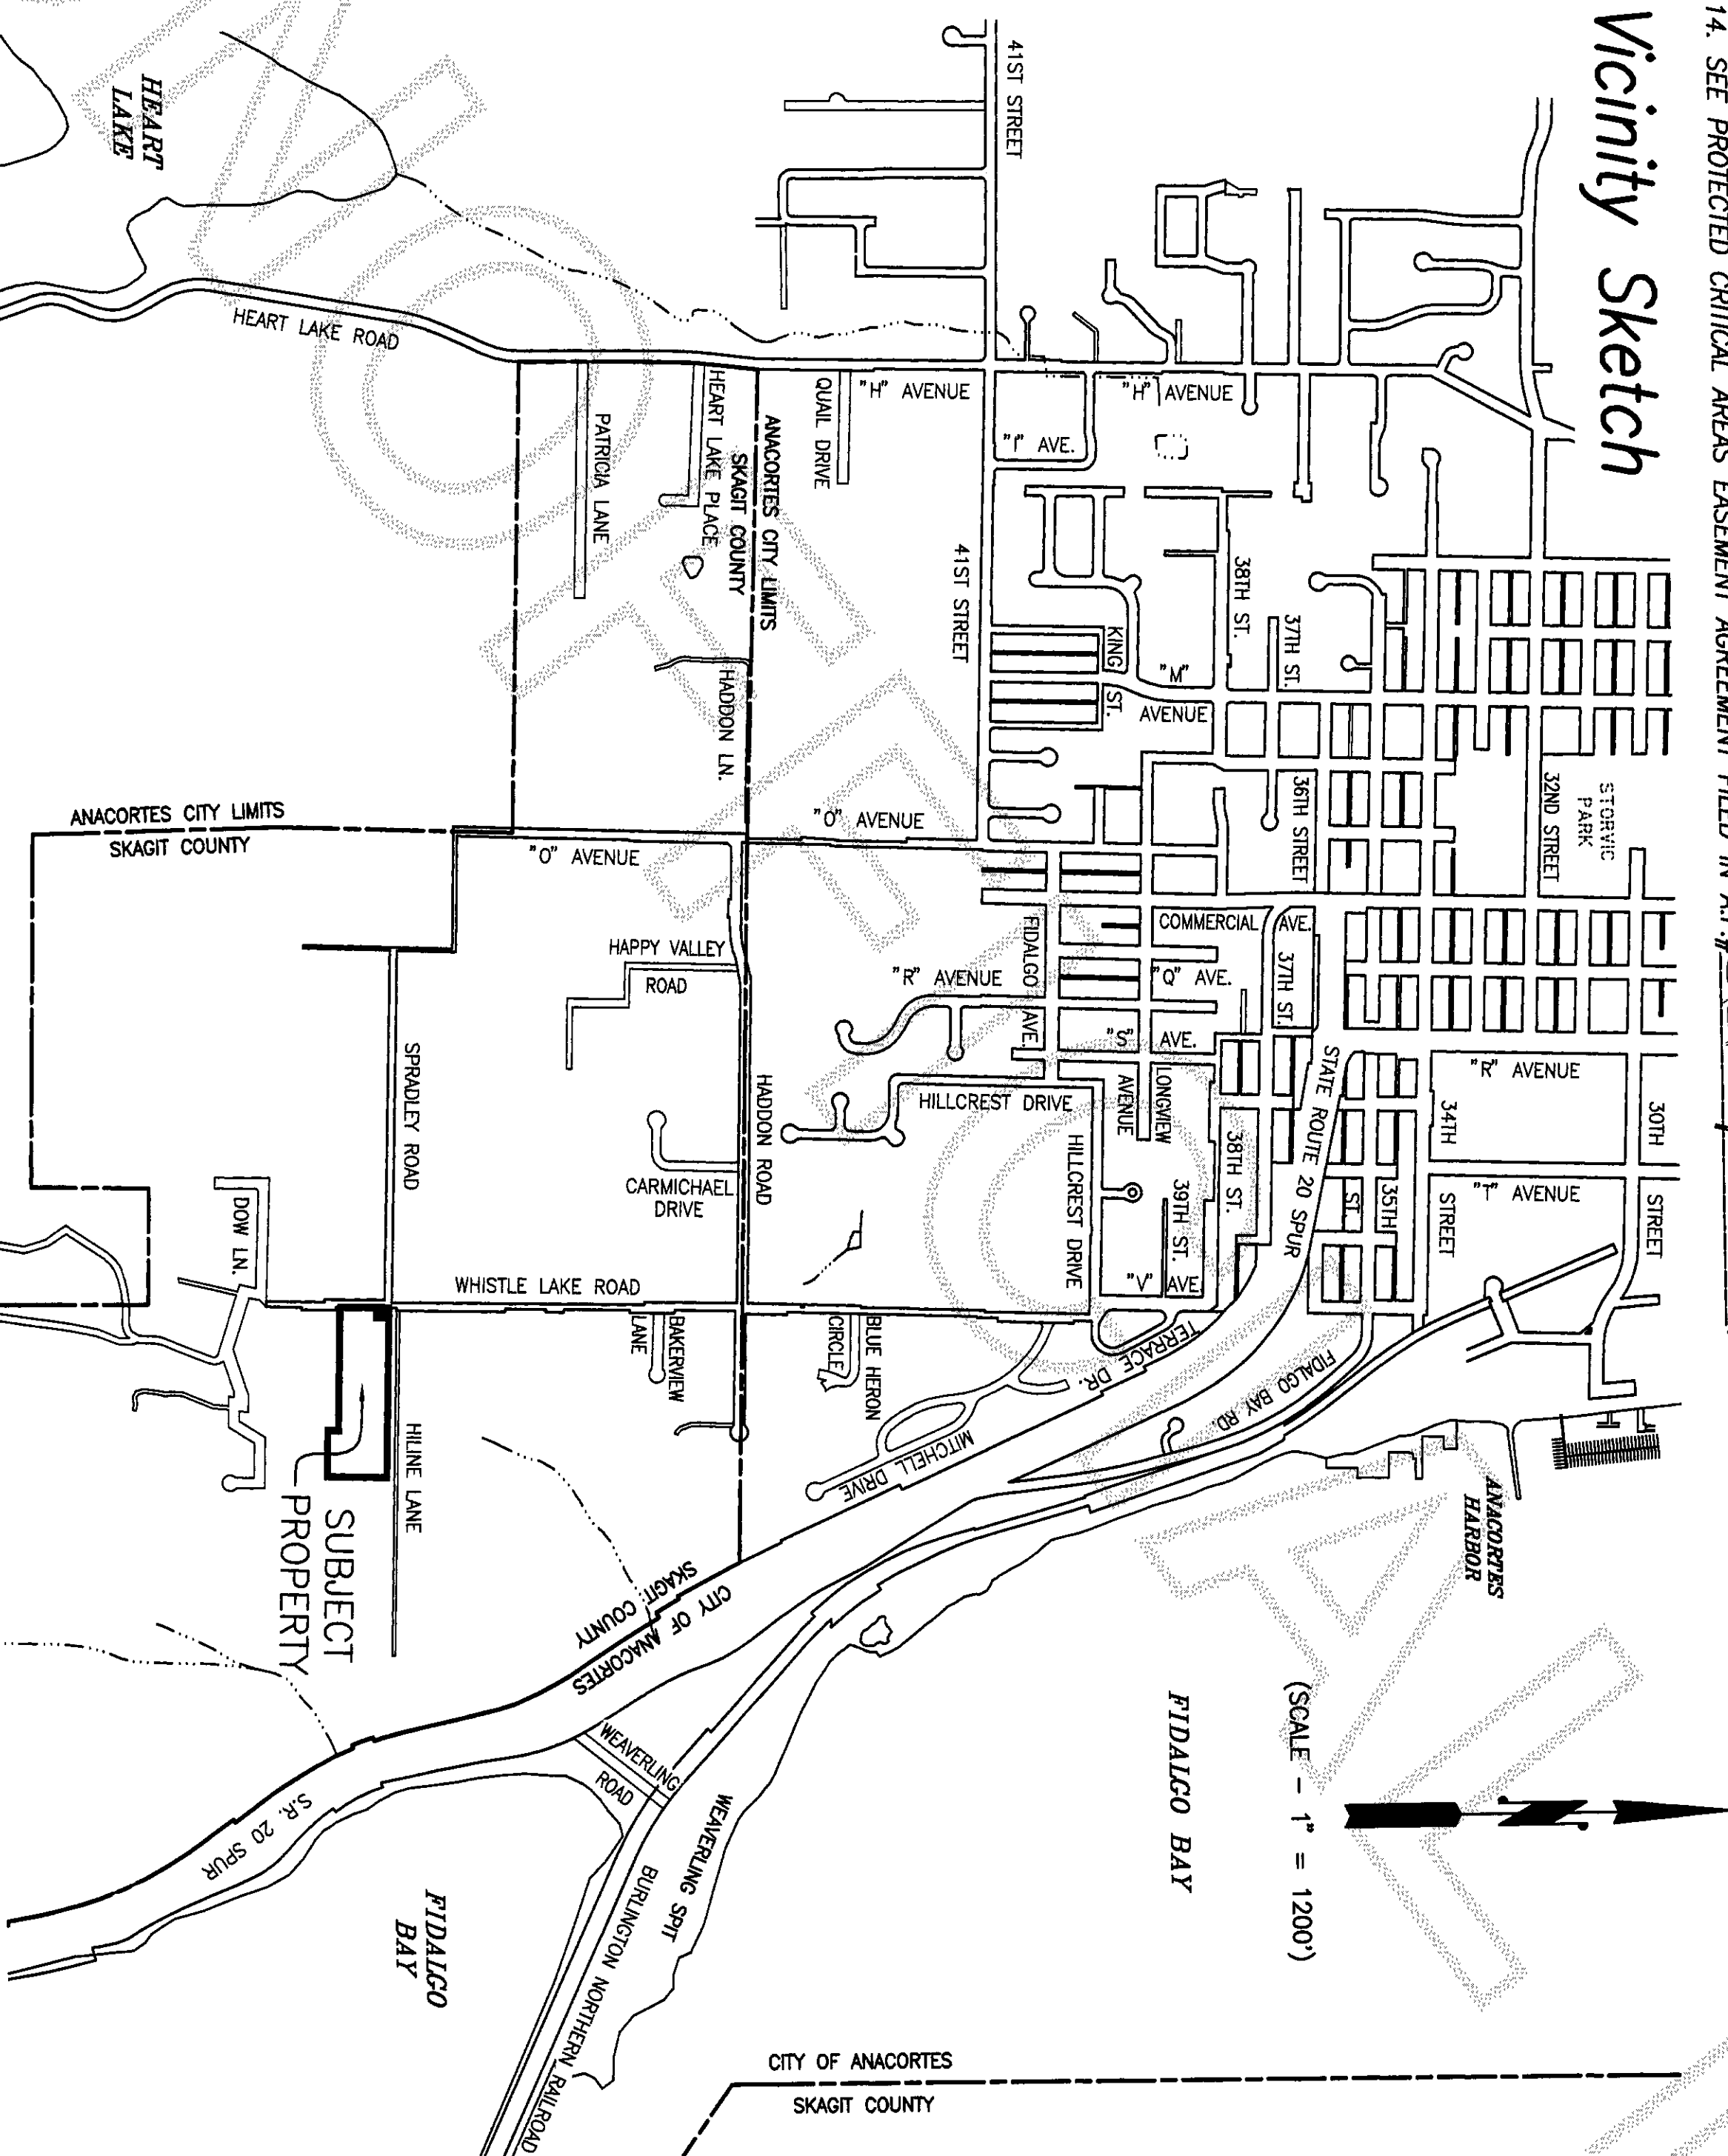 14. SEE PROTECTED CRITICAL AREAS EASEMENT AGREEMENT FILED IN A.F.#
Vicinity Sketch
30TH
STREET
STORVIC
PARK
32ND STREET
"R" AVENUE
"T" AVENUE
34TH
STREET
35TH
ST.
36TH STREET
37TH ST.
37TH ST.
STATE ROUTE 20 SPUR
38TH ST.
38TH ST.
COMMERCIAL AVE.
"Q" AVE.
"S" AVE.
LONGVIEW
AVENUE
39TH ST.
"V" AVE.
"H" AVENUE
"M"
AVENUE
KING ST.
"I" AVE.
41ST STREET
41ST STREET
FIDALGO AVE.
HILLCREST DRIVE
HILLCREST DRIVE
TERRACE DR.
FIDALGO BAY RD.
ANACORTES
HARBOR
(SCALE - 1" = 1200')
FIDALGO BAY
"H" AVENUE
QUAIL DRIVE
"O" AVENUE
"R" AVENUE
BLUE HERON
CIRCLE
MITCHELL DRIVE
ANACORTES CITY LIMITS
SKAGIT COUNTY
HEART LAKE PLACE
HADDON LN.
HADDON ROAD
PATRICIA LANE
"O" AVENUE
HAPPY VALLEY
ROAD
CARMICHAEL
DRIVE
WHISTLE LAKE ROAD
BAKERVIEW
LANE
CITY OF ANACORTES
SKAGIT COUNTY
WEAVERLING
ROAD
WEAVERLING SPIT
BURLINGTON NORTHERN RAILROAD
CITY OF ANACORTES
SKAGIT COUNTY
HEART LAKE ROAD
HEART
LAKE
SPRADLEY ROAD
HILINE LANE
SUBJECT
PROPERTY
DOW LN.
ANACORTES CITY LIMITS
SKAGIT COUNTY
S.R. 20 SPUR
FIDALGO
BAY